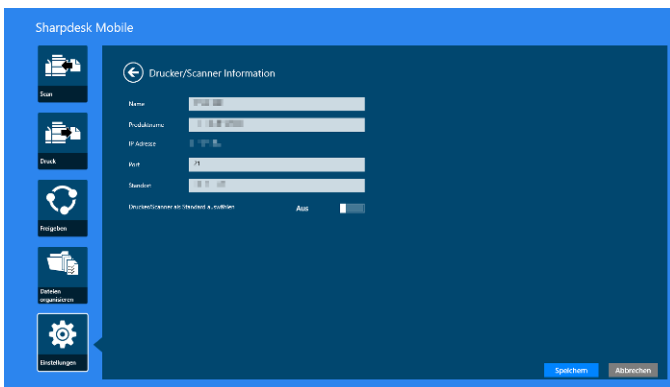 Sharpdesk Mobile
Scan
Druck
Freigeben
Dateien
organisieren
Einstellungen
Drucker/Scanner Information
Name
Produktname
IP Adresse
Port
21
Standort
Drucker/Scanner als Standard auswählen
Aus
Speichern
Abbrechen